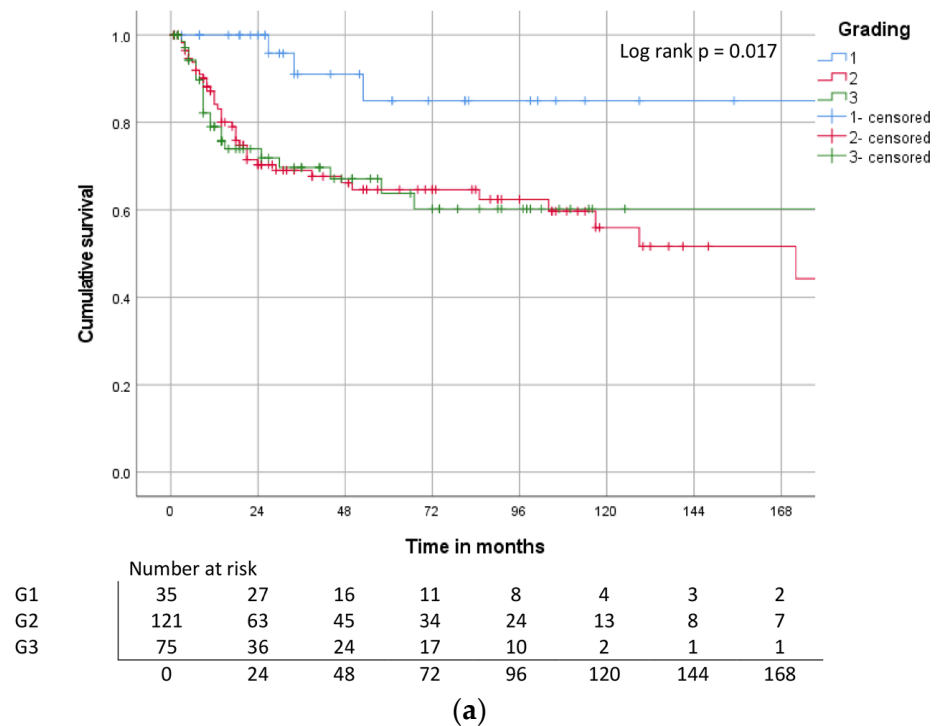 Grading
1
2
3
1- censored
2- censored
3- censored
Log rank p = 0.017
1.0
0.8
0.6
0.4
0.2
0.0
Cumulative survival
0 24 48 72 96 120 144 168
Time in months
Number at risk
G1 35 27 16 11 8 4 3 2
G2 121 63 45 34 24 13 8 7
G3 75 36 24 17 10 2 1 1
0 24 48 72 96 120 144 168
(a)